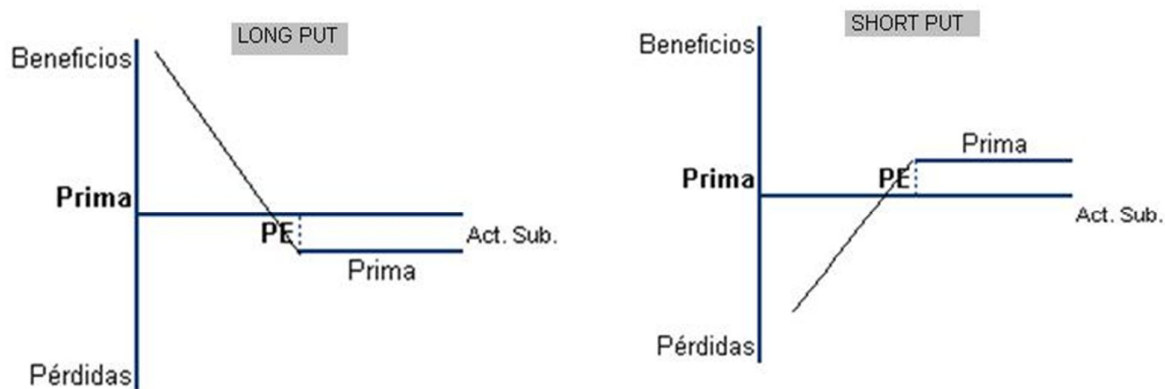 LONG PUT
Beneficios
Prima
PE
Act. Sub.
Prima
Pérdidas
SHORT PUT
Beneficios
Prima
Prima
PE
Act. Sub.
Pérdidas